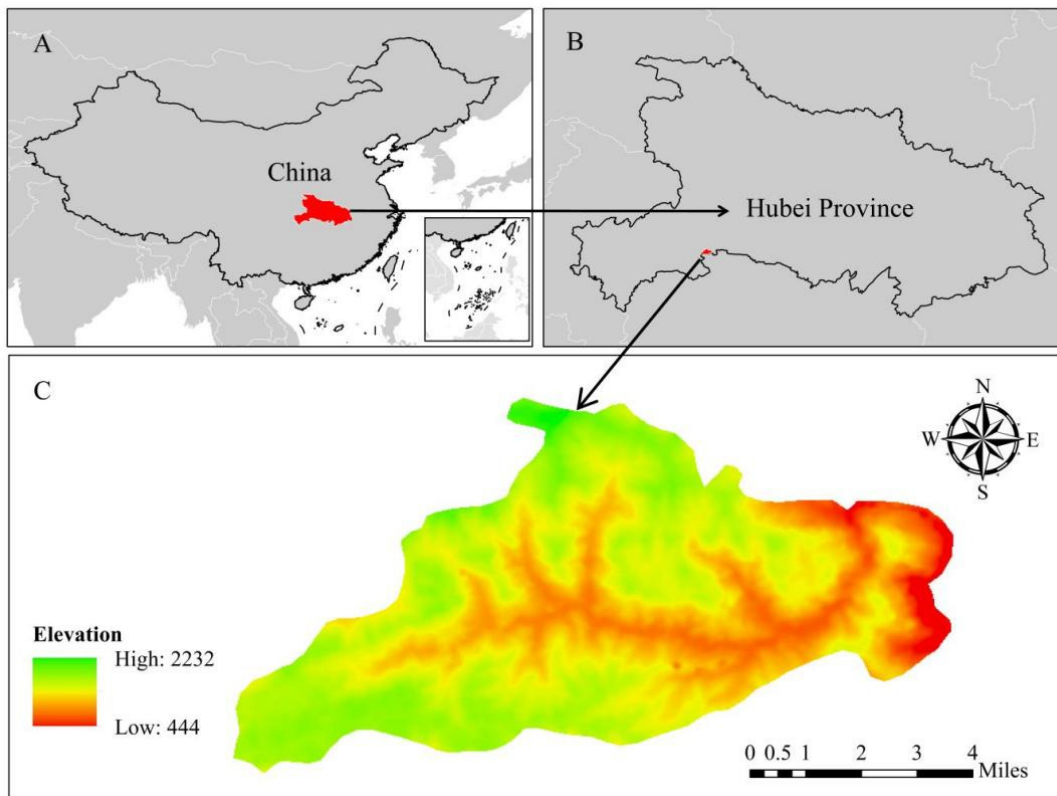 A
China
B
Hubei Province
C
N
W E
S
Elevation
High: 2232
Low: 444
0 0.5 1 2 3 4
Miles